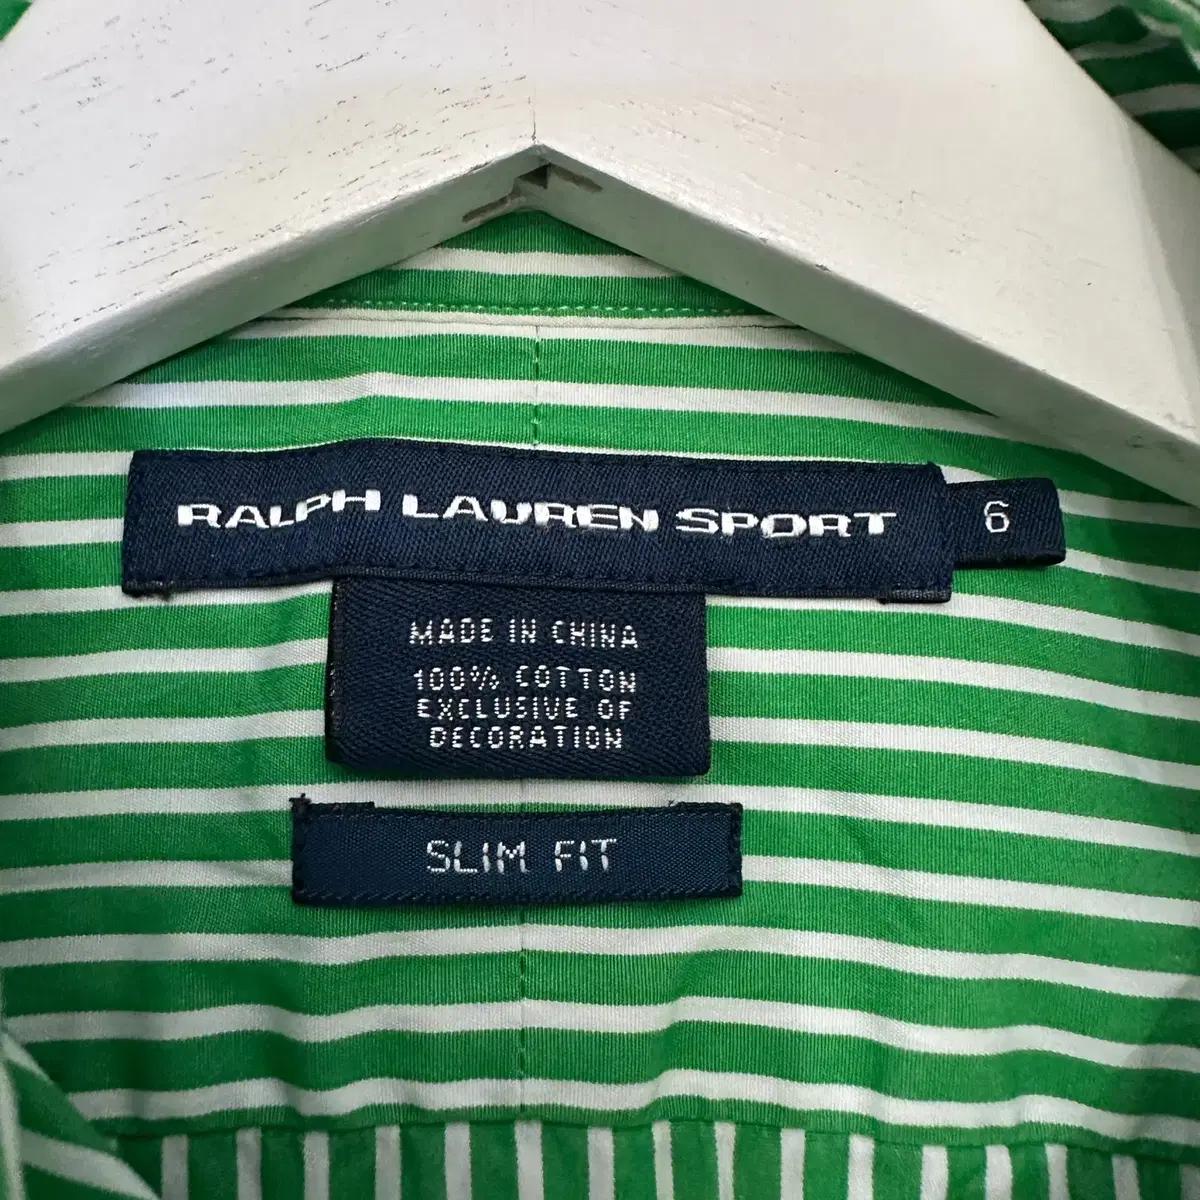 RALPH LAUREN SPORT
6
MADE IN CHINA
100% COTTON
EXCLUSIVE OF
DECORATION
SLIM FIT